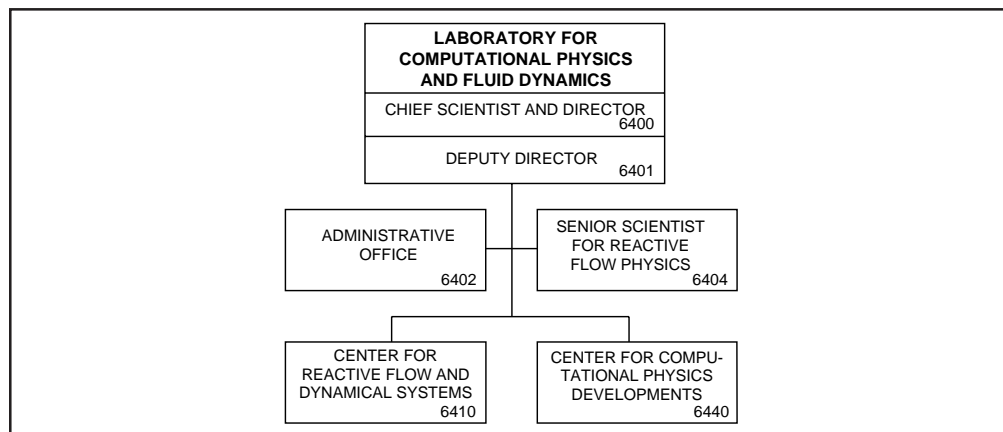 LABORATORY FOR
COMPUTATIONAL PHYSICS
AND FLUID DYNAMICS
CHIEF SCIENTIST AND DIRECTOR
6400
DEPUTY DIRECTOR
6401
ADMINISTRATIVE
OFFICE
6402
SENIOR SCIENTIST
FOR REACTIVE
FLOW PHYSICS
6404
CENTER FOR
REACTIVE FLOW AND
DYNAMICAL SYSTEMS
6410
CENTER FOR COMPU-
TATIONAL PHYSICS
DEVELOPMENTS
6440